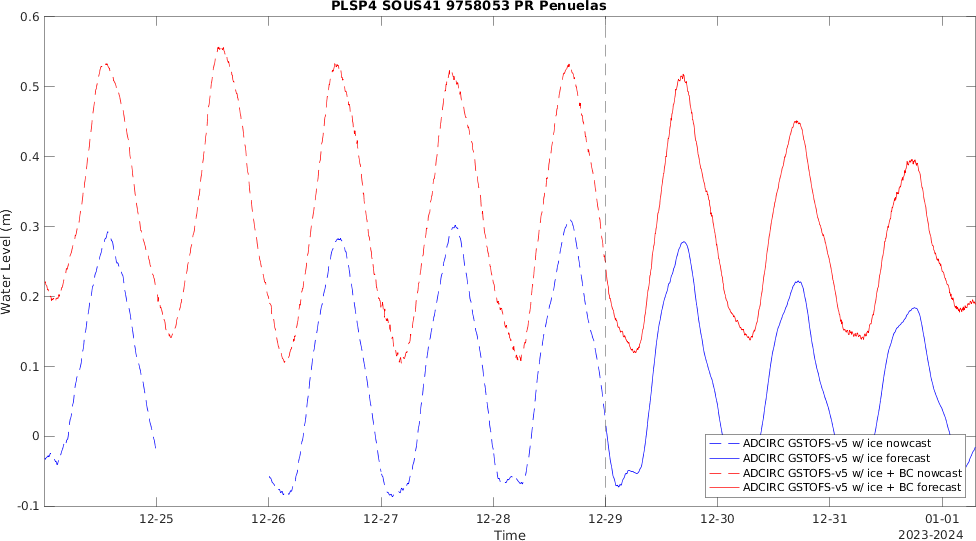 PLSP4 SOUS41 9758053 PR Penuelas
0.6
0.5
0.4
0.3
0.2
0.1
0
-0.1
Water Level (m)
12-25
12-26
12-27
12-28
12-29
12-30
12-31
01-01
Time
2023-2024
ADCIRC GSTOFS-v5 w/ ice nowcast
ADCIRC GSTOFS-v5 w/ ice forecast
ADCIRC GSTOFS-v5 w/ ice + BC nowcast
ADCIRC GSTOFS-v5 w/ ice + BC forecast